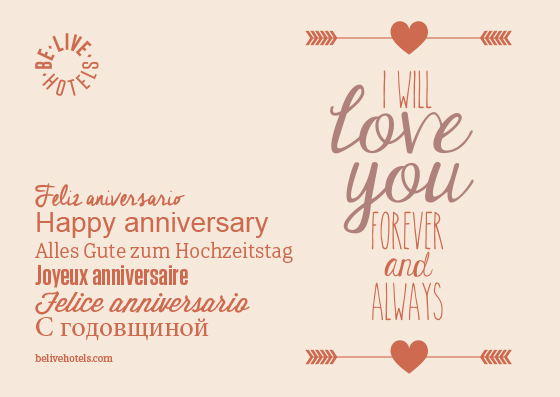 BE·LIVE·
·HOTELS·
Feliz aniversario
Happy anniversary
Alles Gute zum Hochzeitstag
Joyeux anniversaire
Felice anniversario
С годовщиной
belivehotels.com
I WILL
love
you
FOREVER
and
ALWAYS